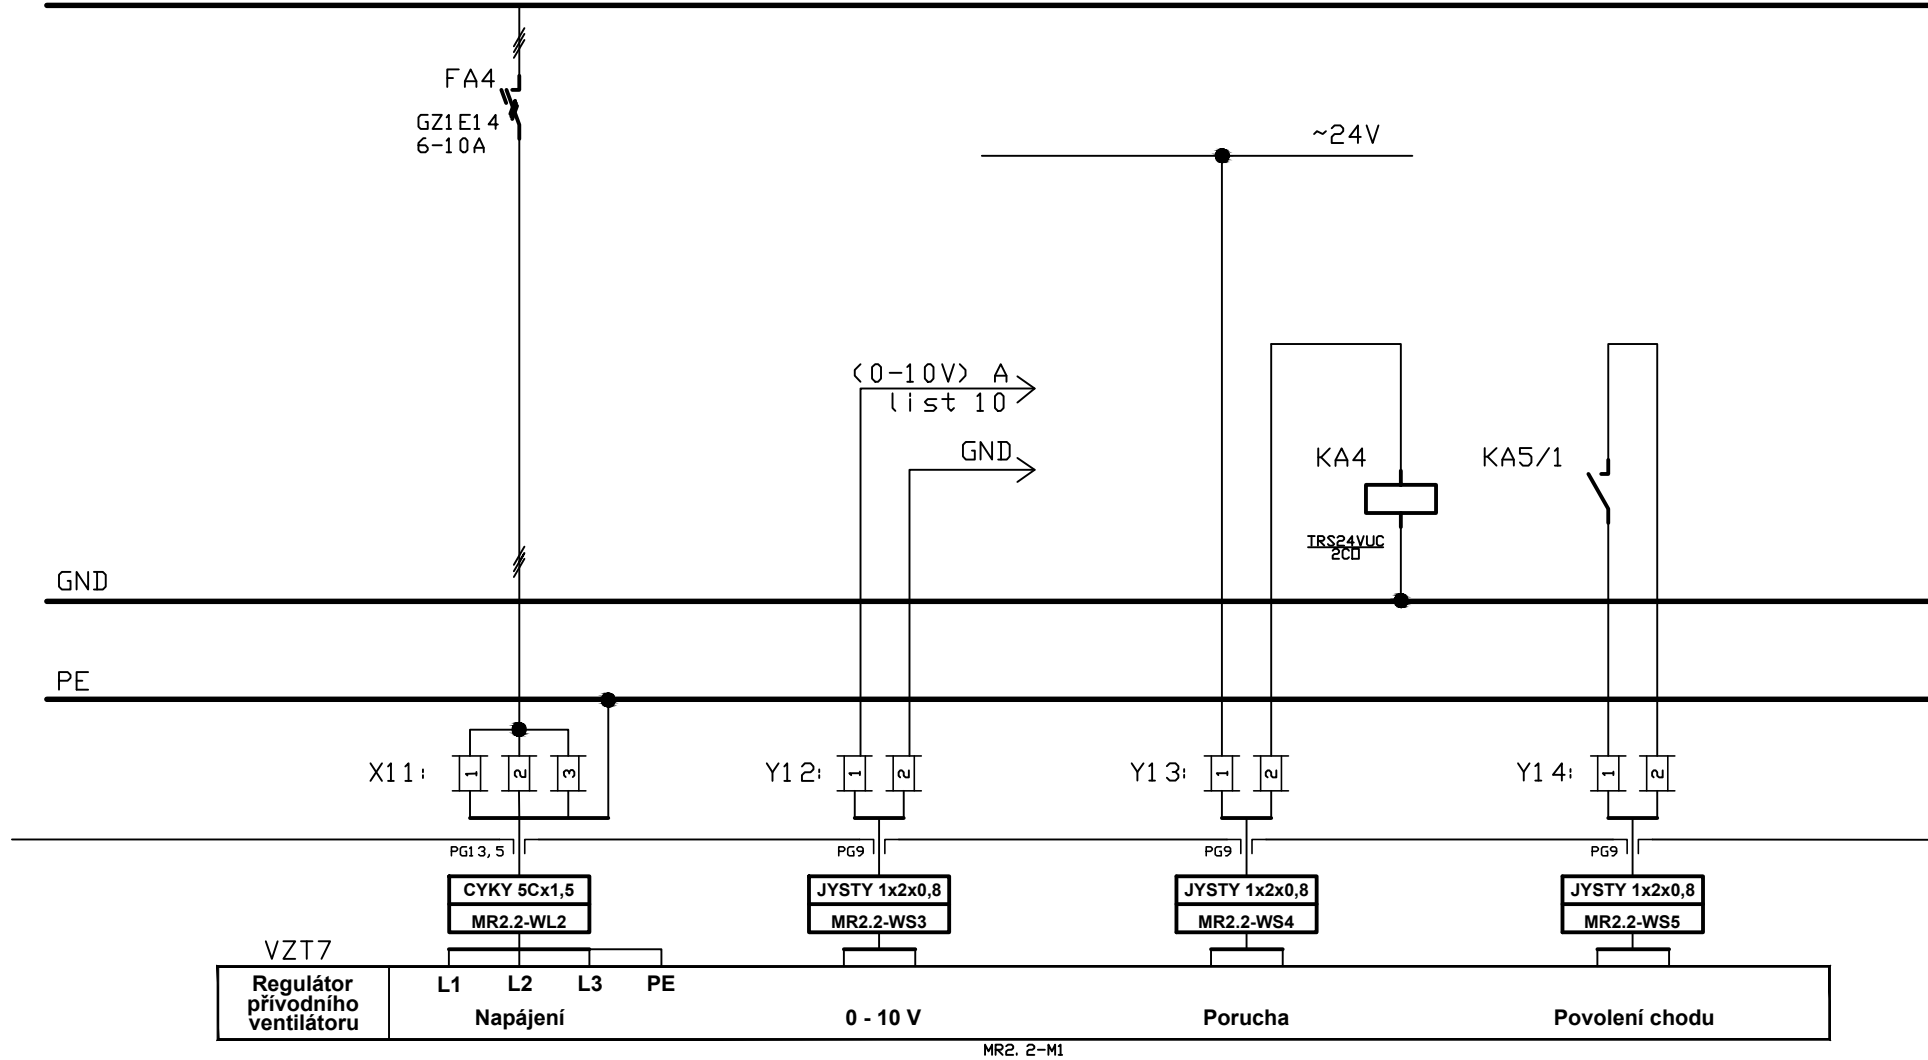 FA4
GZ1E14
6-10A
~24V
(0-10V) A
list 10
GND
KA4
KA5/1
TRS24VUC
2CO
GND
PE
X11:
1
2
3
Y12:
1
2
Y13:
1
2
Y14:
1
2
PG13,5
PG9
PG9
PG9
CYKY 5Cx1,5
MR2.2-WL2
JYSTY 1x2x0,8
MR2.2-WS3
JYSTY 1x2x0,8
MR2.2-WS4
JYSTY 1x2x0,8
MR2.2-WS5
VZT7
Regulátor
přívodního
ventilátoru
L1 L2 L3 PE
Napájení
0 - 10 V
Porucha
Povolení chodu
MR2.2-M1